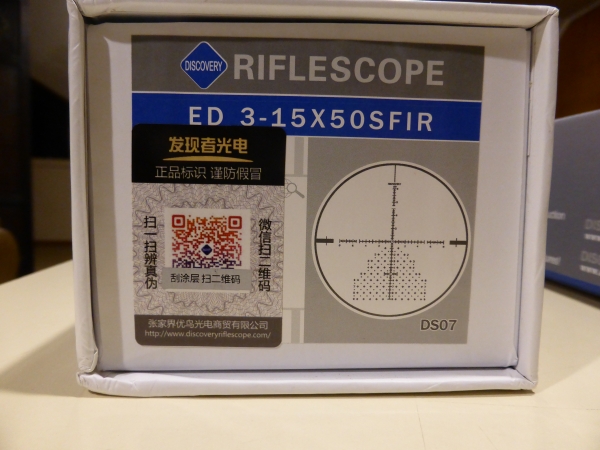 DISCOVERY RIFLESCOPE
ED 3-15X50SFIR
发现者光电
正品标识 谨防假冒
扫一扫辨真伪
微信扫二维码
刮涂层 扫二维码
张家界优鸟光电商贸有限公司
http://www.discoveryriflescope.com/
DS07